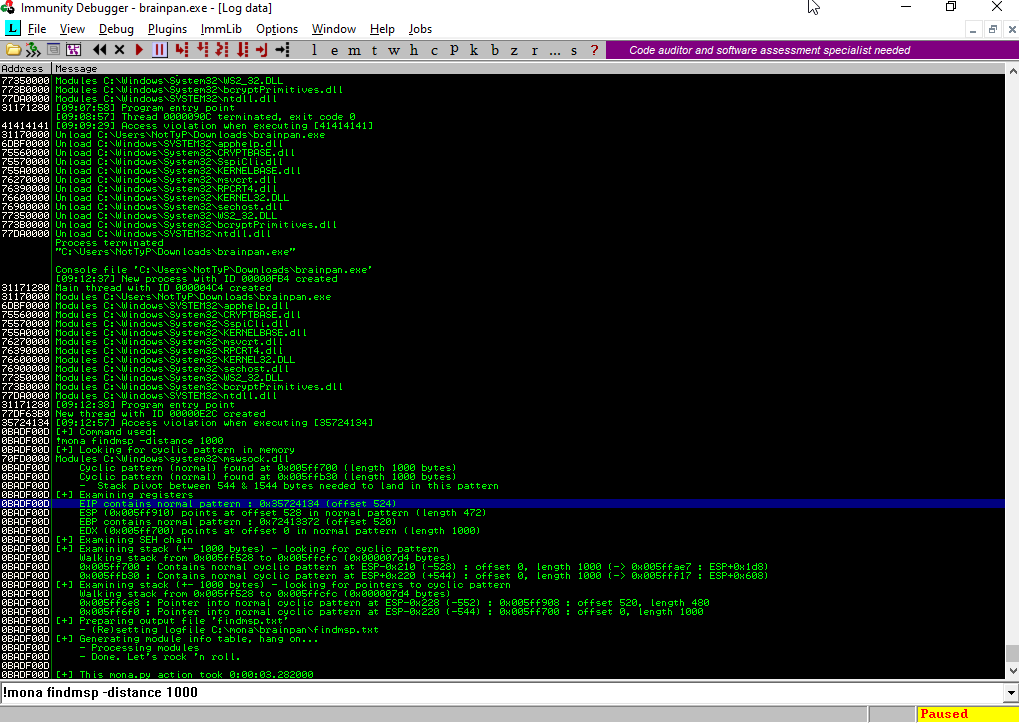 Immunity Debugger - brainpan.exe - [Log data]
File View Debug Plugins ImmLib Options Window Help Jobs
l e m t w h c p k b z r ... s ? Code auditor and software assessment specialist needed
Address Message
77350000 Modules C:\Windows\System32\WS2_32.DLL
773B0000 Modules C:\Windows\System32\bcryptPrimitives.dll
77DA0000 Modules C:\Windows\SYSTEM32\ntdll.dll
31171280 [09:07:58] Program entry point
[09:08:57] Thread 0000090C terminated, exit code 0
41414141 [09:09:29] Access violation when executing [41414141]
31170000 Unload C:\Users\NotTyP\Downloads\brainpan.exe
6DBF0000 Unload C:\Windows\SYSTEM32\apphelp.dll
75560000 Unload C:\Windows\System32\CRYPTBASE.dll
75570000 Unload C:\Windows\System32\SspiCli.dll
755A0000 Unload C:\Windows\System32\KERNELBASE.dll
76270000 Unload C:\Windows\System32\msvcrt.dll
76390000 Unload C:\Windows\System32\RPCRT4.dll
76600000 Unload C:\Windows\System32\KERNEL32.DLL
76900000 Unload C:\Windows\System32\sechost.dll
77350000 Unload C:\Windows\System32\WS2_32.DLL
773B0000 Unload C:\Windows\System32\bcryptPrimitives.dll
77DA0000 Unload C:\Windows\SYSTEM32\ntdll.dll
Process terminated
"C:\Users\NotTyP\Downloads\brainpan.exe"
Console file 'C:\Users\NotTyP\Downloads\brainpan.exe'
[09:12:37] New process with ID 00000FB4 created
31171280 Main thread with ID 000004C4 created
31170000 Modules C:\Users\NotTyP\Downloads\brainpan.exe
6DBF0000 Modules C:\Windows\SYSTEM32\apphelp.dll
75560000 Modules C:\Windows\System32\CRYPTBASE.dll
75570000 Modules C:\Windows\System32\SspiCli.dll
755A0000 Modules C:\Windows\System32\KERNELBASE.dll
76270000 Modules C:\Windows\System32\msvcrt.dll
76390000 Modules C:\Windows\System32\RPCRT4.dll
76600000 Modules C:\Windows\System32\KERNEL32.DLL
76900000 Modules C:\Windows\System32\sechost.dll
77350000 Modules C:\Windows\System32\WS2_32.DLL
773B0000 Modules C:\Windows\System32\bcryptPrimitives.dll
77DA0000 Modules C:\Windows\SYSTEM32\ntdll.dll
31171280 [09:12:38] Program entry point
77DF63B0 New thread with ID 00000E2C created
35724134 [09:12:57] Access violation when executing [35724134]
0BADF00D [+] Command used:
0BADF00D !mona findmsp -distance 1000
0BADF00D [+] Looking for cyclic pattern in memory
70FD0000 Modules C:\Windows\system32\mswsock.dll
0BADF00D Cyclic pattern (normal) found at 0x005ff700 (length 1000 bytes)
0BADF00D Cyclic pattern (normal) found at 0x005ffb30 (length 1000 bytes)
0BADF00D - Stack pivot between 544 & 1544 bytes needed to land in this pattern
0BADF00D [+] Examining registers
0BADF00D EIP contains normal pattern : 0x35724134 (offset 524)
0BADF00D ESP (0x005ff910) points at offset 528 in normal pattern (length 472)
0BADF00D EBP contains normal pattern : 0x72413372 (offset 520)
0BADF00D EDX (0x005ff700) points at offset 0 in normal pattern (length 1000)
0BADF00D [+] Examining SEH chain
0BADF00D [+] Examining stack (+- 1000 bytes) - looking for cyclic pattern
0BADF00D Walking stack from 0x005ff528 to 0x005ffcfc (0x000007d4 bytes)
0BADF00D 0x005ff700 : Contains normal cyclic pattern at ESP-0x210 (-528) : offset 0, length 1000 (-> 0x005ffae7 : ESP+0x1d8)
0BADF00D 0x005ffb30 : Contains normal cyclic pattern at ESP+0x220 (+544) : offset 0, length 1000 (-> 0x005fff17 : ESP+0x608)
0BADF00D [+] Examining stack (+- 1000 bytes) - looking for pointers to cyclic pattern
0BADF00D Walking stack from 0x005ff528 to 0x005ffcfc (0x000007d4 bytes)
0BADF00D 0x005ff6e8 : Pointer into normal cyclic pattern at ESP-0x228 (-552) : 0x005ff908 : offset 520, length 480
0BADF00D 0x005ff6f0 : Pointer into normal cyclic pattern at ESP-0x220 (-544) : 0x005ff700 : offset 0, length 1000
0BADF00D [+] Preparing output file 'findmsp.txt'
0BADF00D - (Re)setting logfile C:\mona\brainpan\findmsp.txt
0BADF00D [+] Generating module info table, hang on...
0BADF00D - Processing modules
0BADF00D - Done. Let's rock 'n roll.
0BADF00D
0BADF00D [+] This mona.py action took 0:00:03.282000
!mona findmsp -distance 1000
Paused